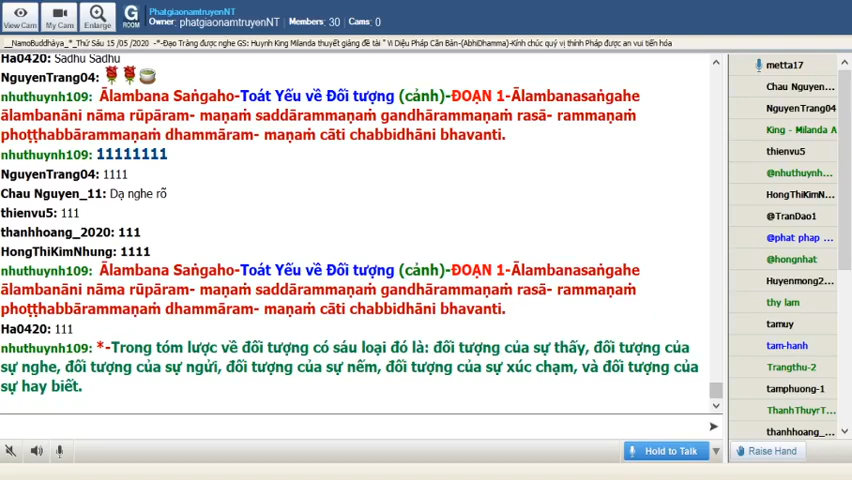 View Cam
My Cam
Enlarge
G
ROOM
PhatgiaonamtruyenNT
Owner: phatgiaonamtruyenNT | Members: 30 | Cams: 0
__NamoBuddhàya_*_Thứ Sáu 15 /05 /2020 -*-Đạo Tràng được nghe GS: Huynh King Milanda thuyết giảng đề tài " Vi Diệu Pháp Căn Bản-(AbhiDhamma)-Kính chúc quý vị thính Pháp được an vui tiến hóa
Ha0420: Sadhu Sadhu
NguyenTrang04:
nhuthuynh109: Ālambana Saṅgaho-Toát Yếu về Đối tượng (cảnh)-ĐOẠN 1-Ālambanasaṅgahe
ālambanāni nāma rūpāram- maṇaṁ saddārammaṇaṁ gandhārammaṇaṁ rasā- rammaṇaṁ
phoṭṭhabbārammaṇaṁ dhammāram- maṇaṁ cāti chabbidhāni bhavanti.
nhuthuynh109: 11111111
NguyenTrang04: 1111
Chau Nguyen_11: Dạ nghe rõ
thienvu5: 111
thanhhoang_2020: 111
HongThiKimNhung: 1111
nhuthuynh109: Ālambana Saṅgaho-Toát Yếu về Đối tượng (cảnh)-ĐOẠN 1-Ālambanasaṅgahe
ālambanāni nāma rūpāram- maṇaṁ saddārammaṇaṁ gandhārammaṇaṁ rasā- rammaṇaṁ
phoṭṭhabbārammaṇaṁ dhammāram- maṇaṁ cāti chabbidhāni bhavanti.
Ha0420: 111
nhuthuynh109: *-Trong tóm lược về đối tượng có sáu loại đó là: đối tượng của sự thấy, đối tượng của
sự nghe, đối tượng của sự ngửi, đối tượng của sự nếm, đối tượng của sự xúc chạm, và đối tượng của
sự hay biết.
Hold to Talk
metta17
Chau Nguyen...
NguyenTrang04
King - Milanda A
thienvu5
@nhuthuynh...
HongThiKimN...
@TranDao1
@phat phap ...
@hongnhat
Huyenmong2...
thy lam
tamuy
tam-hanh
Trangthu-2
tamphuong-1
ThanhThuyrT...
thanhhoang_...
Raise Hand